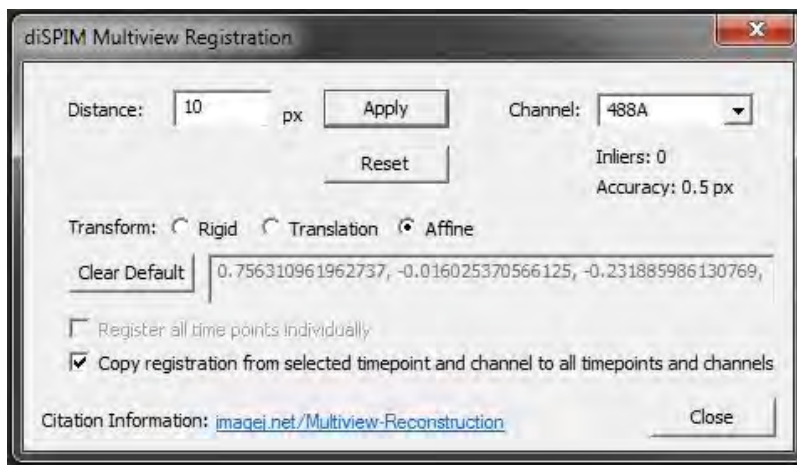 diSPIM Multiview Registration
Distance: 10 px Apply Channel: 488A
Reset Inliers: 0
Accuracy: 0.5 px
Transform: Rigid Translation Affine
Clear Default 0.756310961962737, -0.016025370566125, -0.231885986130769,
Register all time points individually
Copy registration from selected timepoint and channel to all timepoints and channels
Citation Information: imagej.net/Multiview-Reconstruction Close